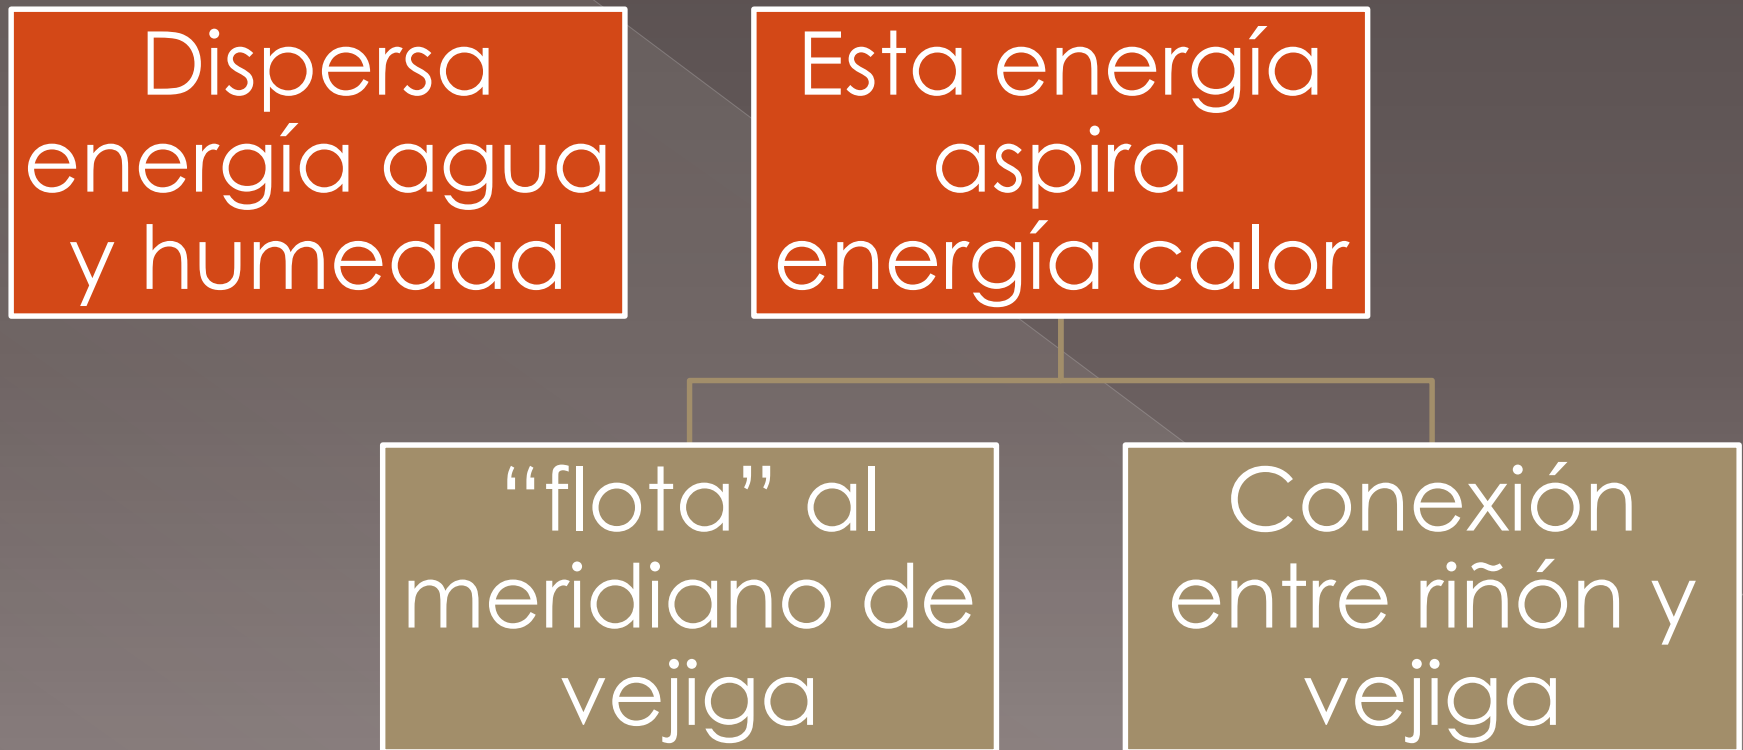 Dispersa
energía agua
y humedad
Esta energía
aspira
energía calor
“flota” al
meridiano de
vejiga
Conexión
entre riñón y
vejiga